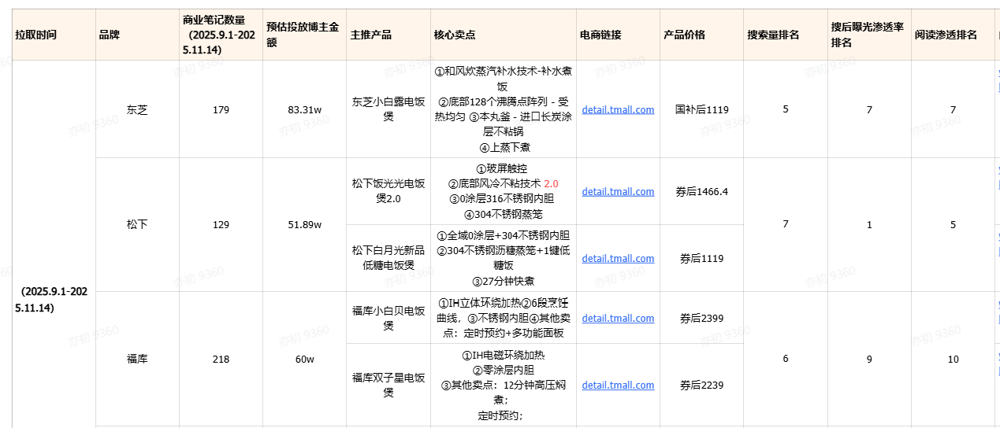 拉取时间
品牌
商业笔记数量
（2025.9.1-202
5.11.14)
预估投放博主金
额
主推产品
核心卖点
电商链接
产品价格
搜索量排名
搜后曝光渗透率
排名
阅读渗透排名
（2025.9.1-202
5.11.14)
东芝
179
83.31w
东芝小白露电饭
煲
①和风炊蒸汽补水技术-补水煮
饭
②底部128个沸腾点阵列 - 受
热均匀 ③本丸釜 - 进口长炭涂
层不粘锅
④上蒸下煮
detail.tmall.com
国补后1119
5
7
7
松下
129
51.89w
松下饭光光电饭
煲2.0
①玻屏触控
②底部风冷不粘技术 2.0
③0涂层316不锈钢内胆
④304不锈钢蒸笼
detail.tmall.com
券后1466.4
7
1
5
松下白月光新品
低糖电饭煲
①全域0涂层+304不锈钢内胆
②304不锈钢沥糖蒸笼+1键低
糖饭
③27分钟快煮
detail.tmall.com
券后1119
福库
218
60w
福库小白贝电饭
煲
①IH立体环绕加热②6段烹饪
曲线，③不锈钢内胆④其他卖
点：定时预约+多功能面板
detail.tmall.com
券后2399
6
9
10
福库双子星电饭
煲
①IH电磁环绕加热
②零涂层内胆
③其他卖点：12分钟高压焖
煮；
定时预约；
detail.tmall.com
券后2239
亦初 9360